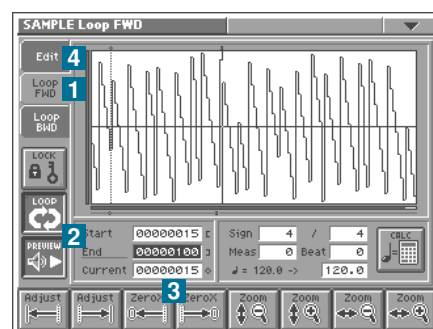 SAMPLE Loop FWD
Edit 4
Loop FWD 1
Loop BWD
LOCK
LOOP
PREVIEW
2
Start 00000015
End 00000100
Current 00000015
Sign 4 / 4
Meas 0 Beat 0
♩ = 120.0 -> 120.0
CALC
3
Adjust Adjust ZeroX ZeroX Zoom Zoom Zoom Zoom